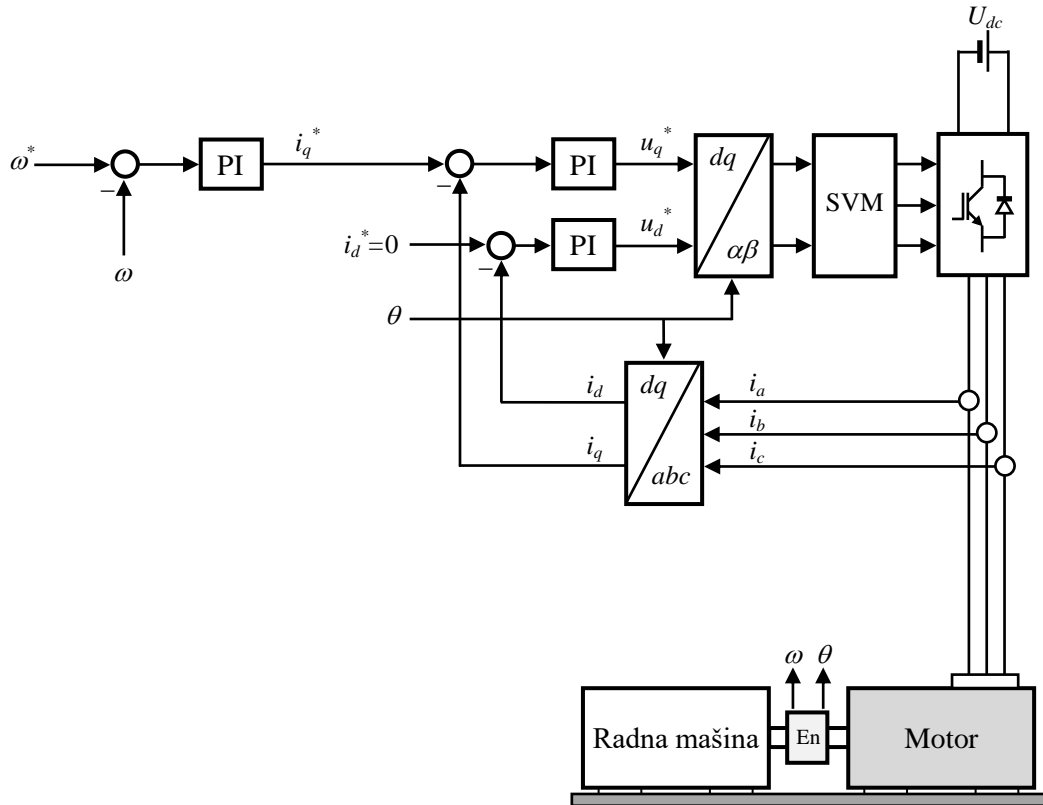 U_dc
ω* PI i_q* PI u_q* dq SVM
αβ
i_d*=0 PI u_d*
ω
θ
i_d dq i_a
i_b
i_q abc i_c
ω θ
Radna mašina En Motor